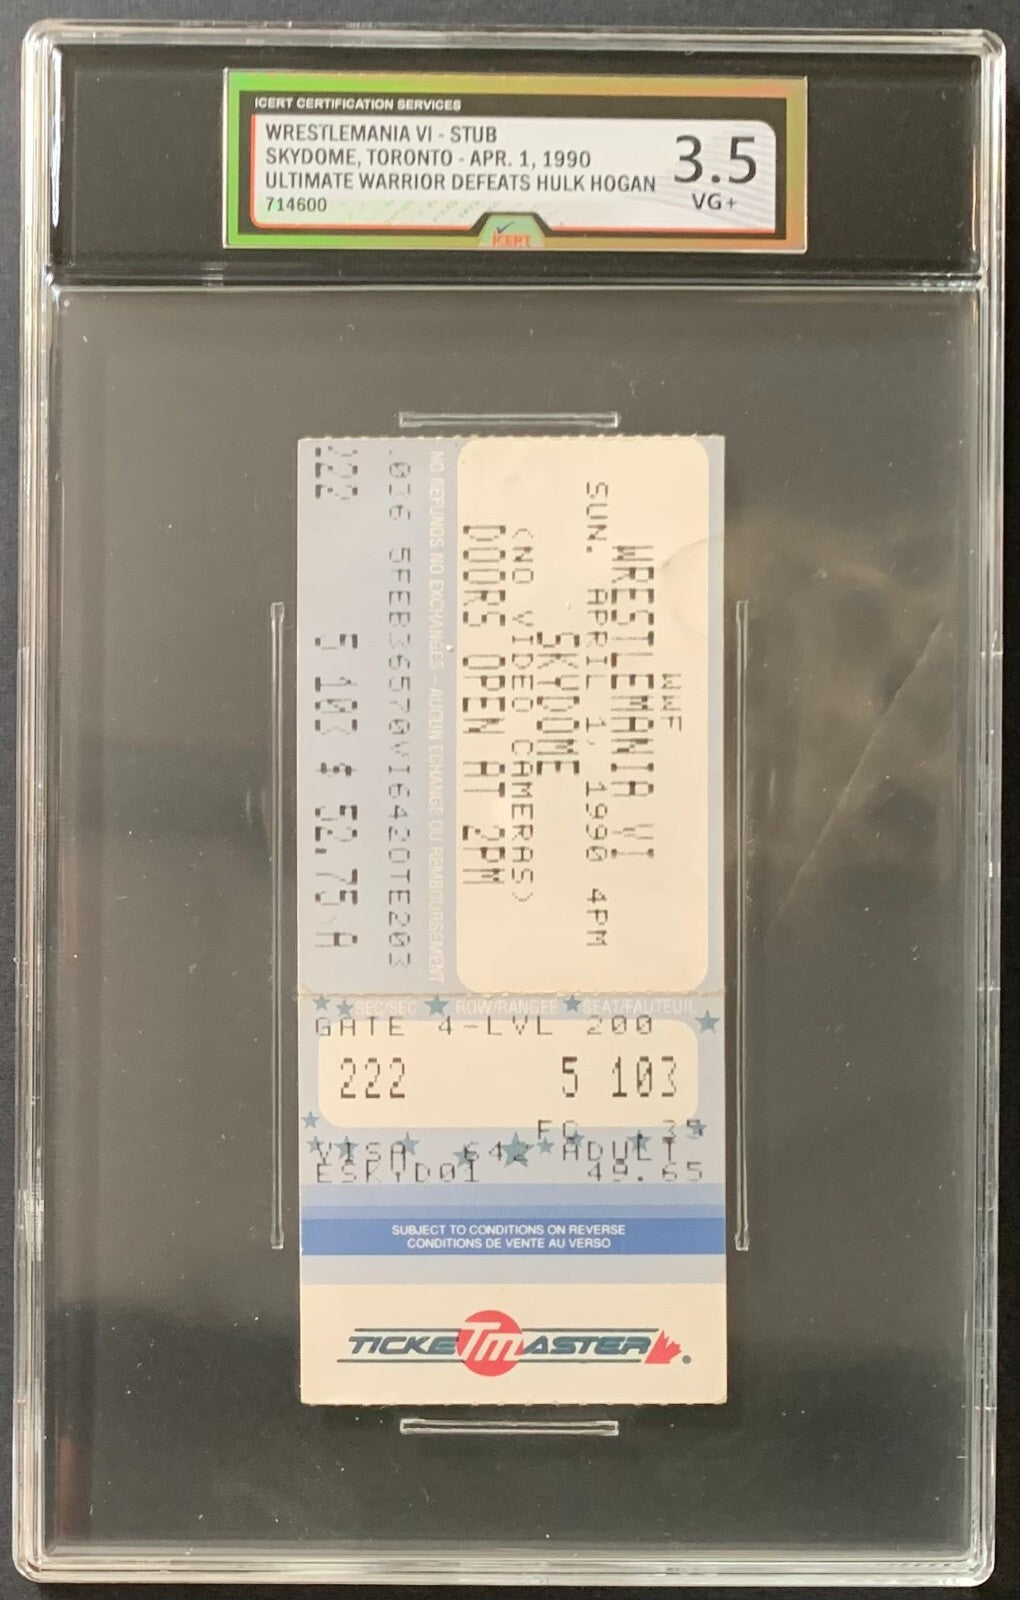 ICERT CERTIFICATION SERVICES
WRESTLEMANIA VI - STUB
SKYDOME, TORONTO - APR. 1, 1990
ULTIMATE WARRIOR DEFEATS HULK HOGAN
714600
3.5
VG+
ICERT
WWF
WRESTLEMANIA VI
SUN. APRIL 1, 1990 4PM
SKYDOME
<NO VIDEO CAMERAS>
DOORS OPEN AT 2PM
NO REFUNDS NO EXCHANGES - AUCUN ECHANGE OU REMBOURSEMENT
.036 5FEB36570VI6420TE203
222 5 103 $ 52.75 A
SEC/SEC ROW/RANGEE SEAT/FAUTEUIL
GATE 4-LVL 200
222 5 103
VISA 642 ADULT
ESKYD01 49.65
SUBJECT TO CONDITIONS ON REVERSE
CONDITIONS DE VENTE AU VERSO
TICKETMASTER